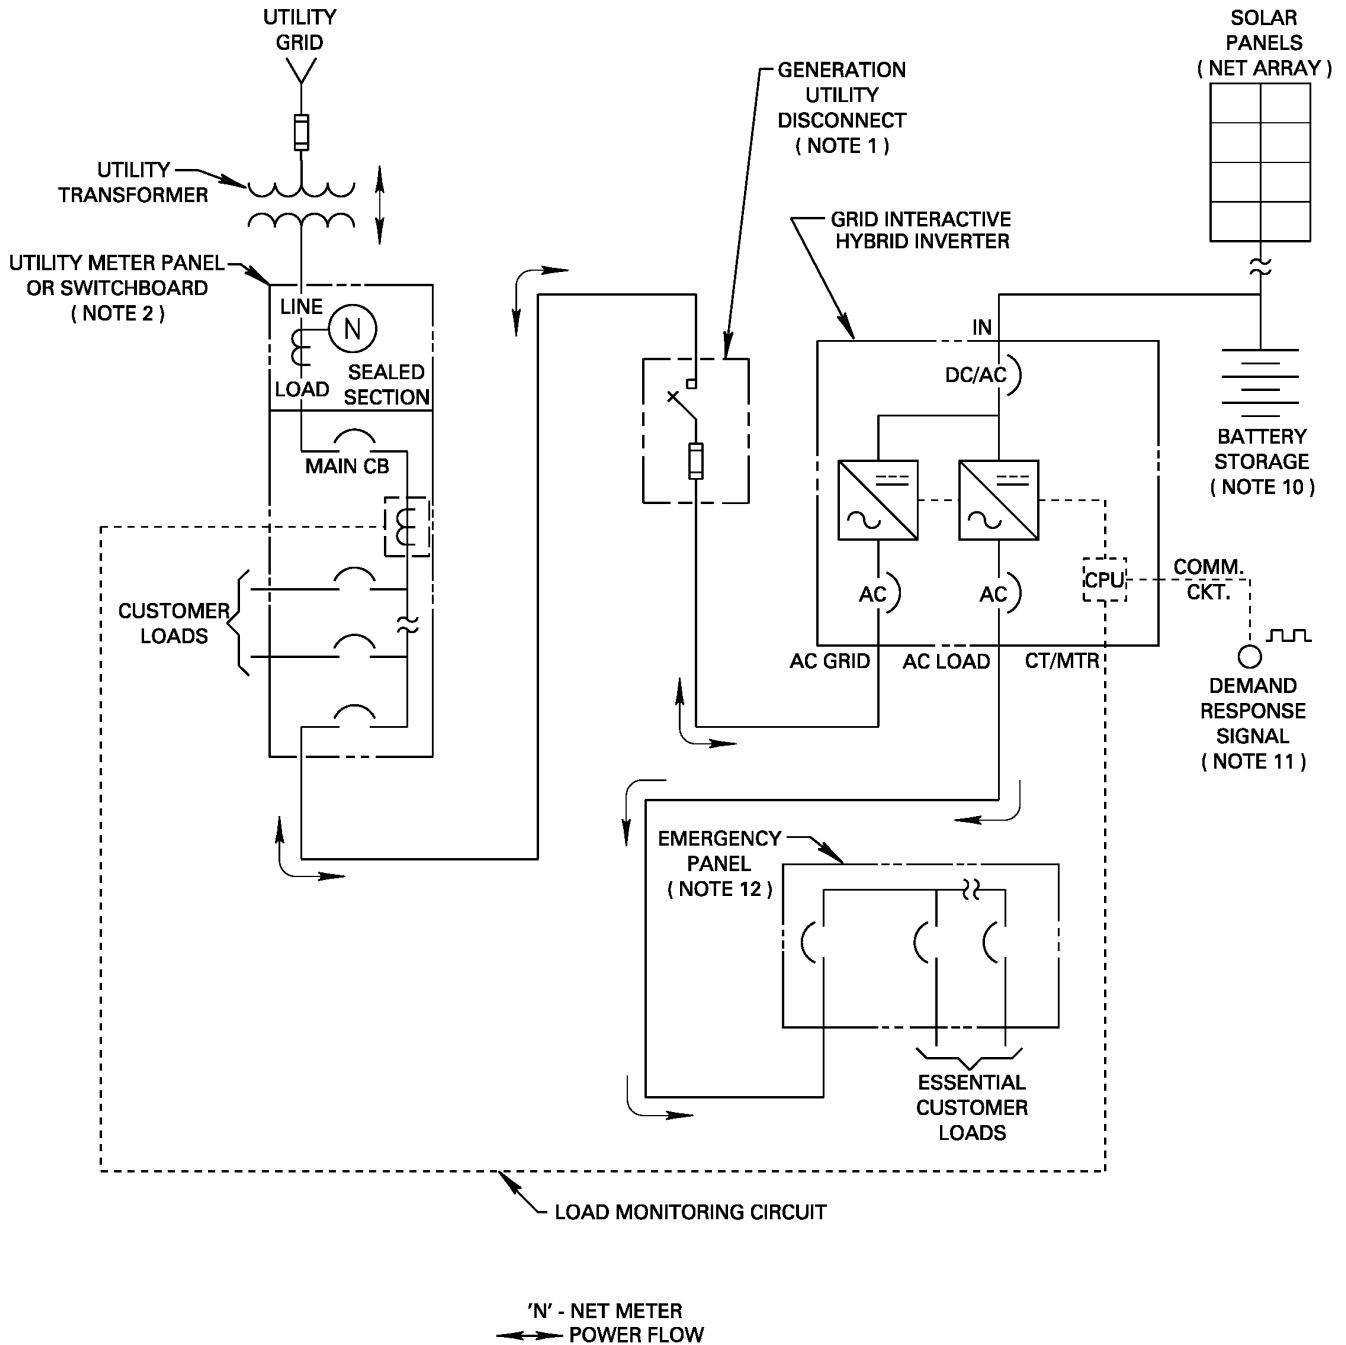 UTILITY
GRID
SOLAR
PANELS
( NET ARRAY )
GENERATION
UTILITY
DISCONNECT
( NOTE 1 )
UTILITY
TRANSFORMER
GRID INTERACTIVE
HYBRID INVERTER
UTILITY METER PANEL
OR SWITCHBOARD
( NOTE 2 )
LINE
N
SEALED
SECTION
LOAD
MAIN CB
IN
DC/AC
BATTERY
STORAGE
( NOTE 10 )
CUSTOMER
LOADS
AC
AC
CPU
COMM.
CKT.
AC GRID
AC LOAD
CT/MTR
DEMAND
RESPONSE
SIGNAL
( NOTE 11 )
EMERGENCY
PANEL
( NOTE 12 )
ESSENTIAL
CUSTOMER
LOADS
LOAD MONITORING CIRCUIT
'N' - NET METER
POWER FLOW